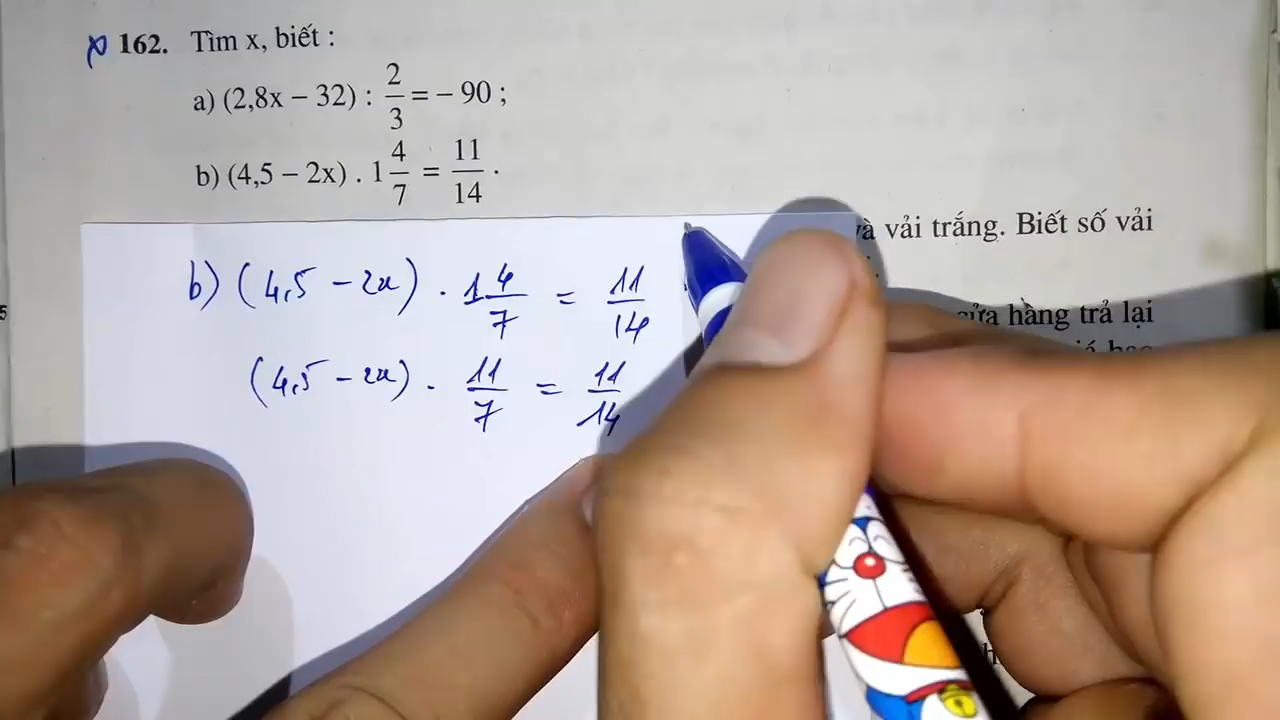 162. Tìm x, biết :
a) (2,8x − 32) : 2/3 = − 90 ;
b) (4,5 − 2x) . 1 4/7 = 11/14 .
và vải trắng. Biết số vải
cửa hàng trả lại
b) (4,5 − 2x) . 1 4/7 = 11/14
(4,5 − 2x) . 11/7 = 11/14